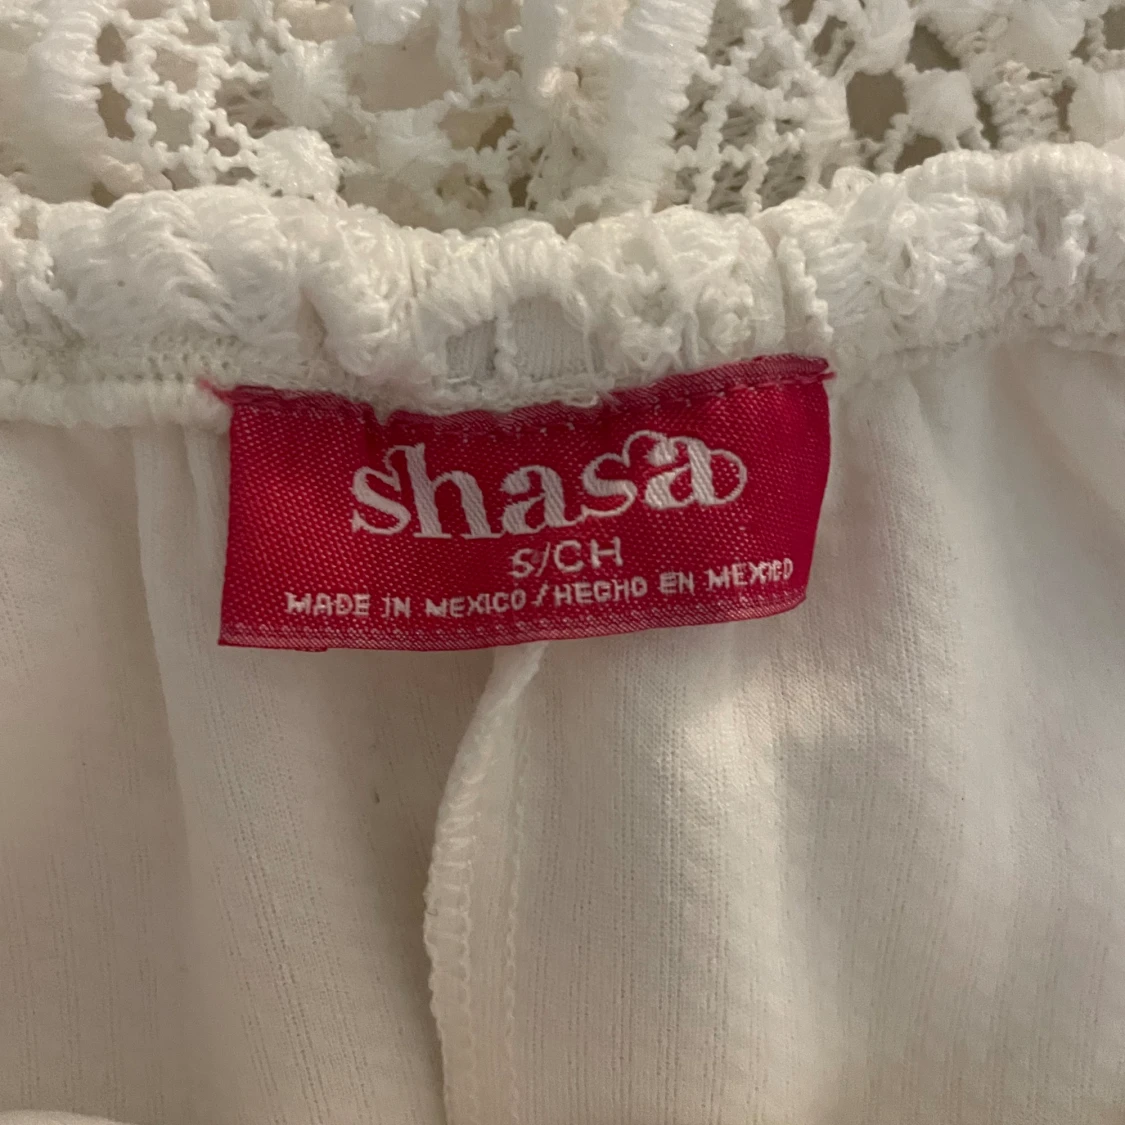 shasa
S/CH
MADE IN MEXICO / HECHO EN MEXICO